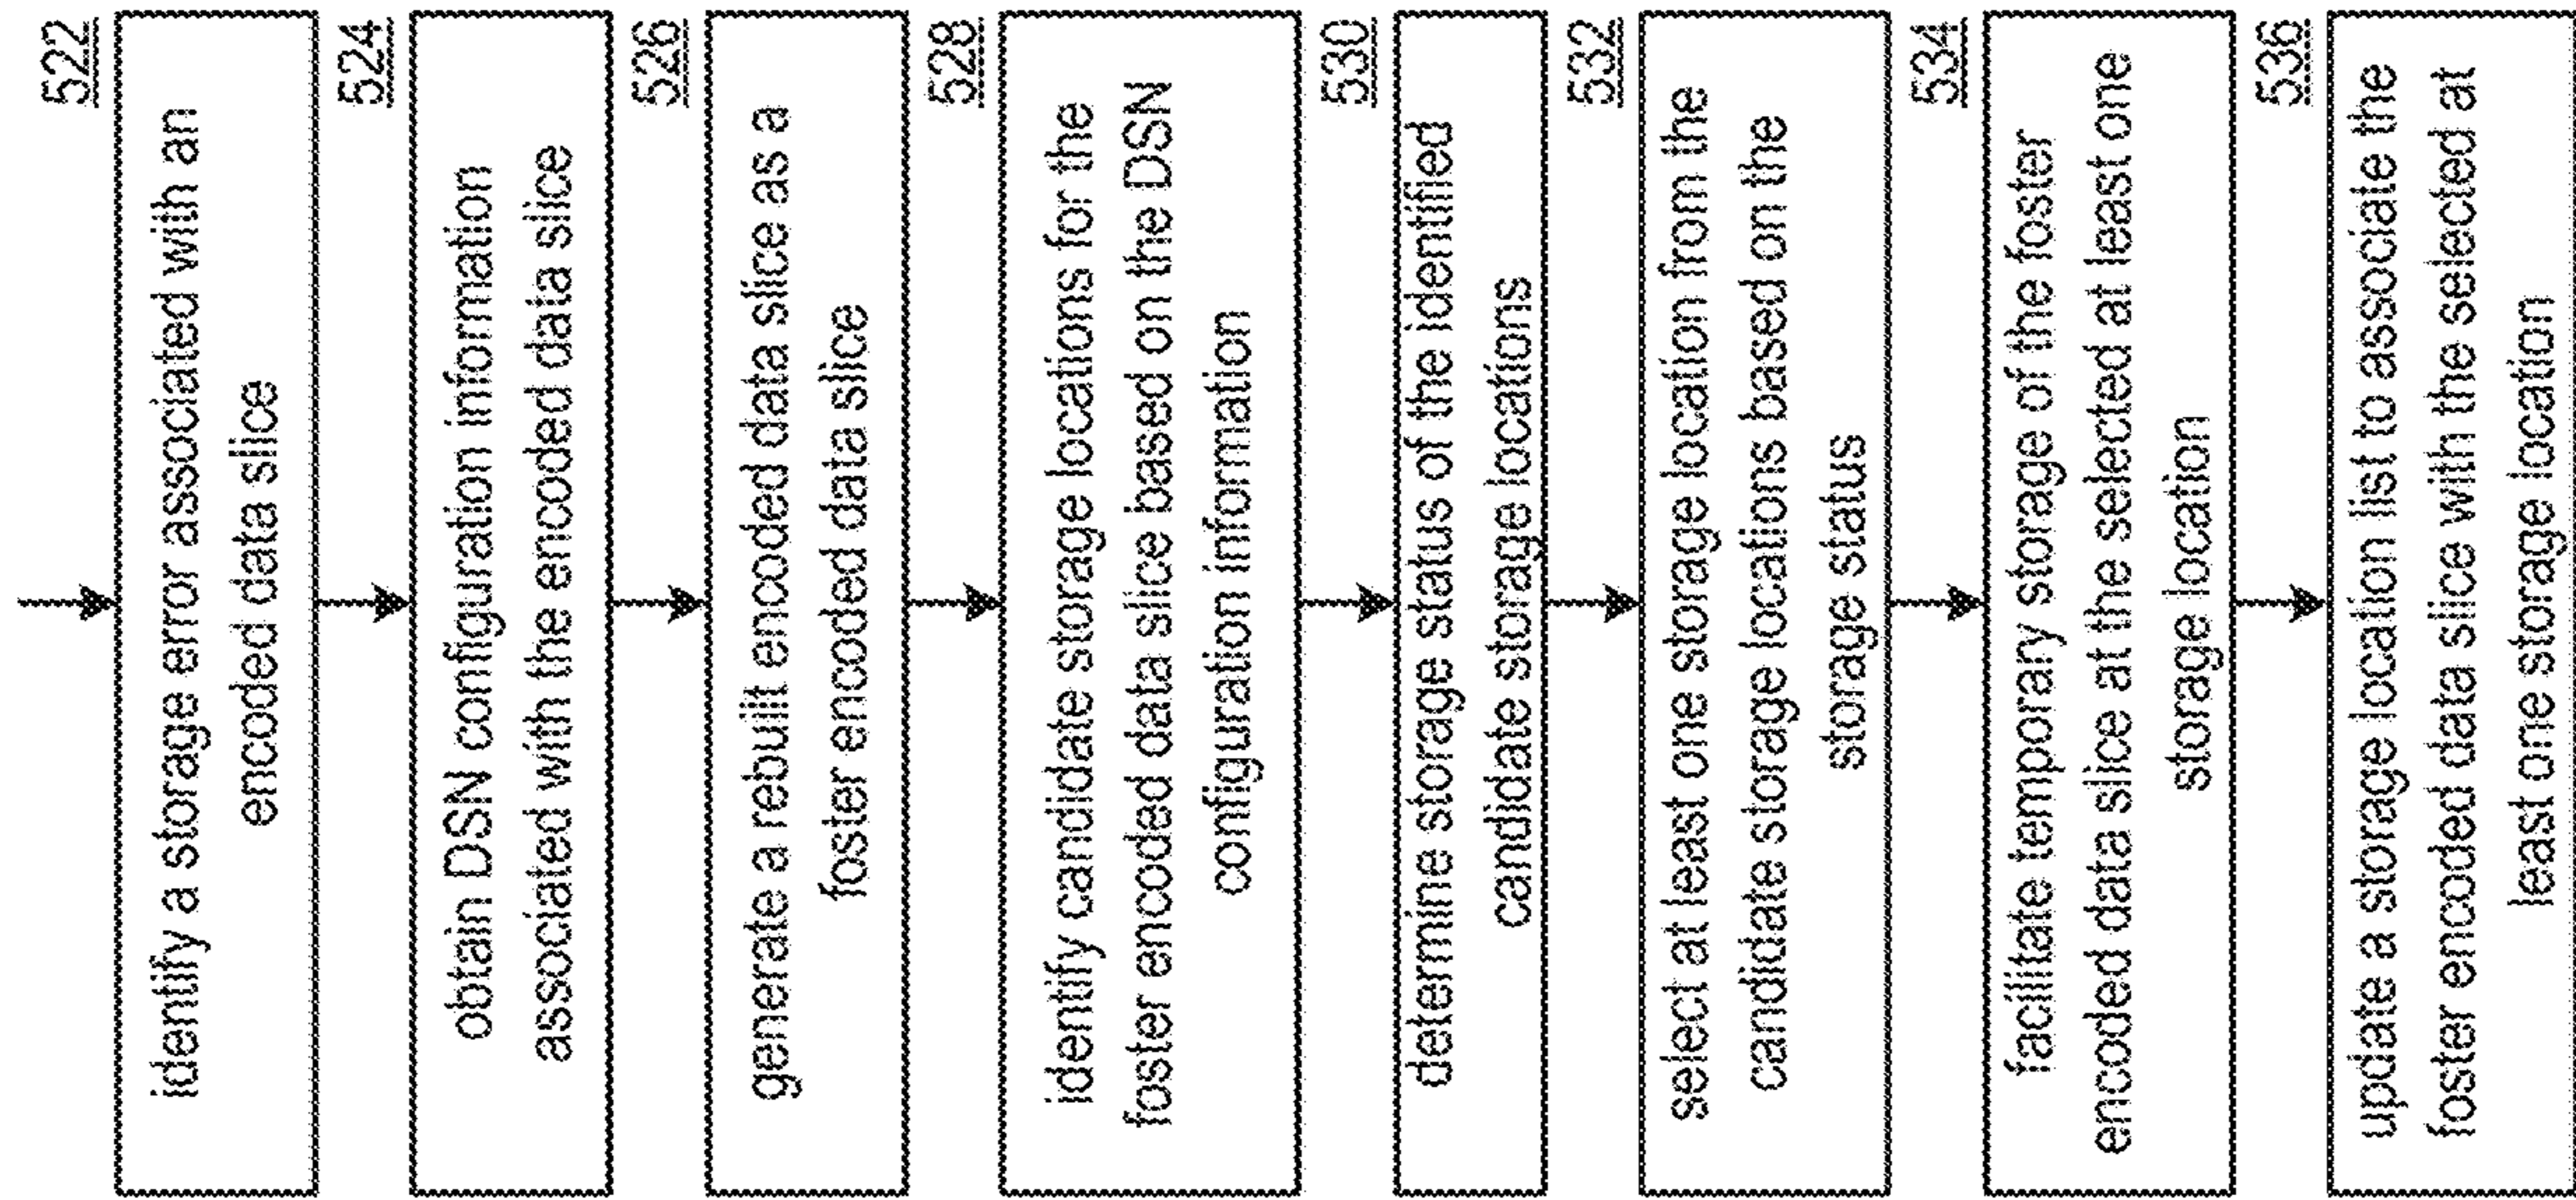 522
identify a storage error associated with an
encoded data slice
524
obtain DSN configuration information
associated with the encoded data slice
526
generate a rebuilt encoded data slice as a
foster encoded data slice
528
identify candidate storage locations for the
foster encoded data slice based on the DSN
configuration information
530
determine storage status of the identified
candidate storage locations
532
select at least one storage location from the
candidate storage locations based on the
storage status
534
facilitate temporary storage of the foster
encoded data slice at the selected at least one
storage location
536
update a storage location list to associate the
foster encoded data slice with the selected at
least one storage location